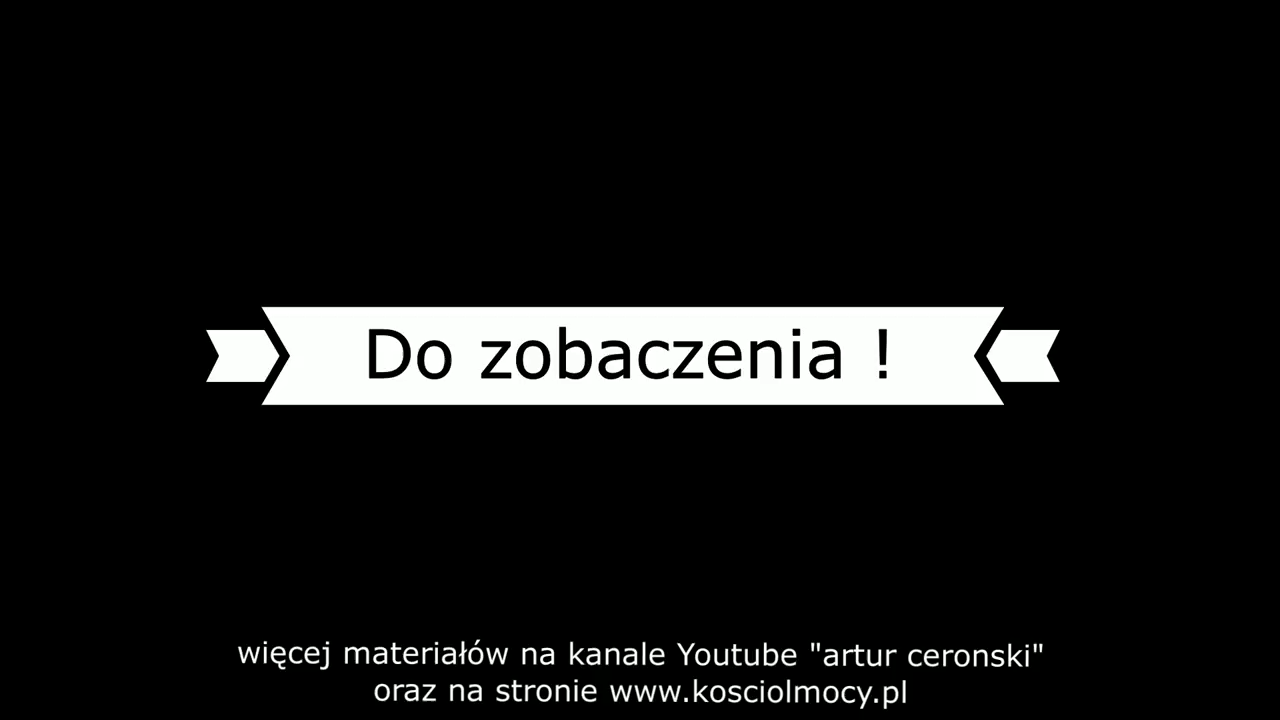 Do zobaczenia !
więcej materiałów na kanale Youtube "artur ceronski"
oraz na stronie www.kosciolmocy.pl